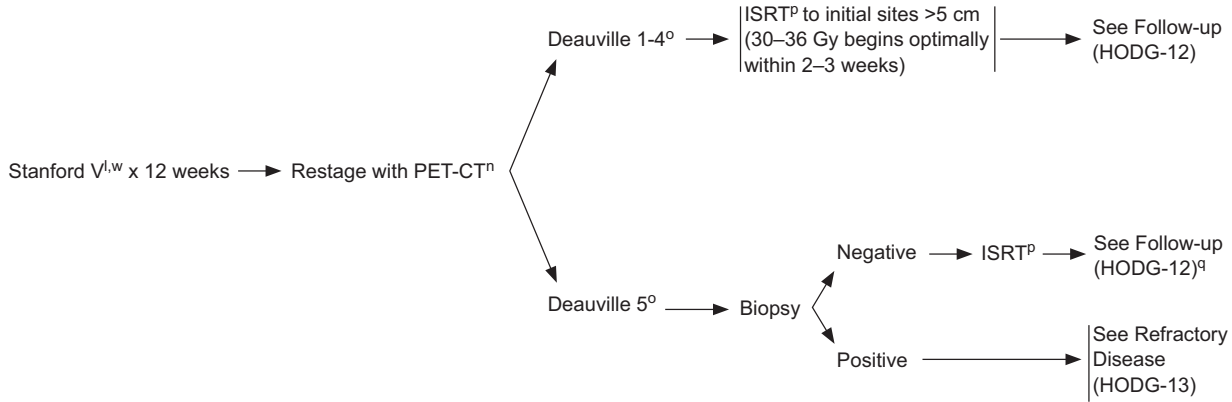 Deauville 1-4o
ISRTp to initial sites >5 cm
(30–36 Gy begins optimally
within 2–3 weeks)
See Follow-up
(HODG-12)
Stanford Vl,w x 12 weeks
Restage with PET-CTn
Deauville 5o
Biopsy
Negative
ISRTp
See Follow-up
(HODG-12)q
Positive
See Refractory
Disease
(HODG-13)